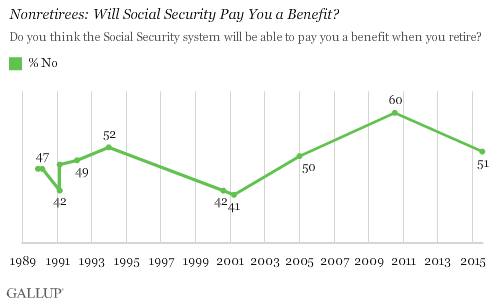 Nonretirees: Will Social Security Pay You a Benefit?
Do you think the Social Security system will be able to pay you a benefit when you retire?
% No
47
42
49
52
42
41
50
60
51
1989 1991 1993 1995 1997 1999 2001 2003 2005 2007 2009 2011 2013 2015
GALLUP®